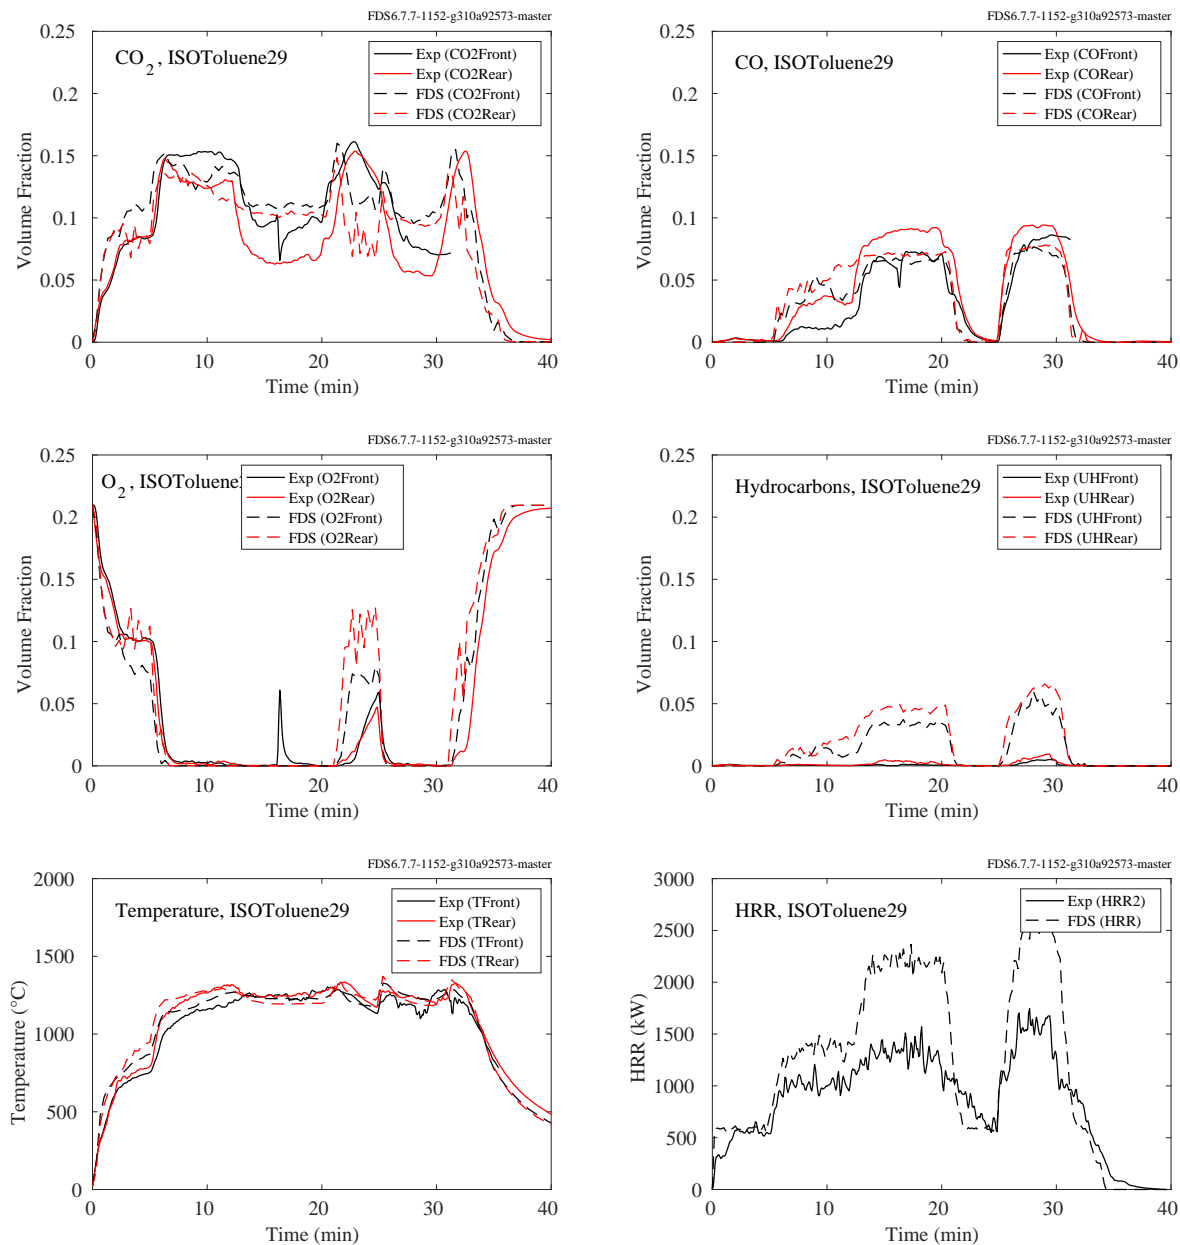 FDS6.7.7-1152-g310a92573-master
CO2, ISOToluene29
Exp (CO2Front)
Exp (CO2Rear)
FDS (CO2Front)
FDS (CO2Rear)
0.25
0.2
0.15
0.1
0.05
0
Volume Fraction
0 10 20 30 40
Time (min)
FDS6.7.7-1152-g310a92573-master
CO, ISOToluene29
Exp (COFront)
Exp (CORear)
FDS (COFront)
FDS (CORear)
0.25
0.2
0.15
0.1
0.05
0
Volume Fraction
0 10 20 30 40
Time (min)
FDS6.7.7-1152-g310a92573-master
O2, ISOToluene2
Exp (O2Front)
Exp (O2Rear)
FDS (O2Front)
FDS (O2Rear)
0.25
0.2
0.15
0.1
0.05
0
Volume Fraction
0 10 20 30 40
Time (min)
FDS6.7.7-1152-g310a92573-master
Hydrocarbons, ISOToluene29
Exp (UHFront)
Exp (UHRear)
FDS (UHFront)
FDS (UHRear)
0.25
0.2
0.15
0.1
0.05
0
Volume Fraction
0 10 20 30 40
Time (min)
FDS6.7.7-1152-g310a92573-master
Temperature, ISOToluene29
Exp (TFront)
Exp (TRear)
FDS (TFront)
FDS (TRear)
2000
1500
1000
500
0
Temperature (°C)
0 10 20 30 40
Time (min)
FDS6.7.7-1152-g310a92573-master
HRR, ISOToluene29
Exp (HRR2)
FDS (HRR)
3000
2500
2000
1500
1000
500
0
HRR (kW)
0 10 20 30 40
Time (min)